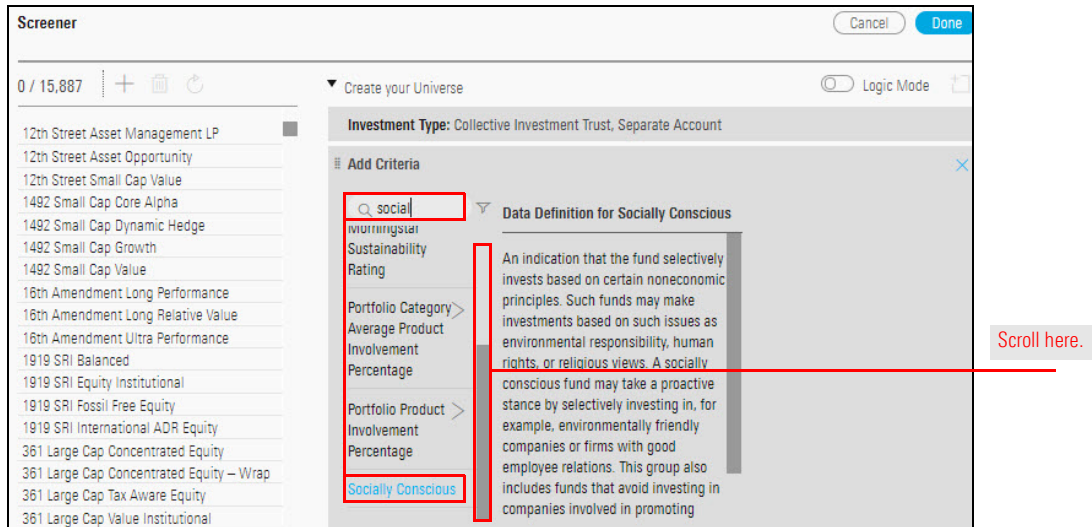 Screener
Cancel
Done
0 / 15,887
Create your Universe
Logic Mode
Investment Type: Collective Investment Trust, Separate Account
12th Street Asset Management LP
12th Street Asset Opportunity
12th Street Small Cap Value
1492 Small Cap Core Alpha
1492 Small Cap Dynamic Hedge
1492 Small Cap Growth
1492 Small Cap Value
16th Amendment Long Performance
16th Amendment Long Relative Value
16th Amendment Ultra Performance
1919 SRI Balanced
1919 SRI Equity Institutional
1919 SRI Fossil Free Equity
1919 SRI International ADR Equity
361 Large Cap Concentrated Equity
361 Large Cap Concentrated Equity – Wrap
361 Large Cap Tax Aware Equity
361 Large Cap Value Institutional
Add Criteria
social
Morningstar
Sustainability
Rating
Portfolio Category
Average Product
Involvement
Percentage
Portfolio Product
Involvement
Percentage
Socially Conscious
Data Definition for Socially Conscious
An indication that the fund selectively
invests based on certain noneconomic
principles. Such funds may make
investments based on such issues as
environmental responsibility, human
rights, or religious views. A socially
conscious fund may take a proactive
stance by selectively investing in, for
example, environmentally friendly
companies or firms with good
employee relations. This group also
includes funds that avoid investing in
companies involved in promoting
Scroll here.